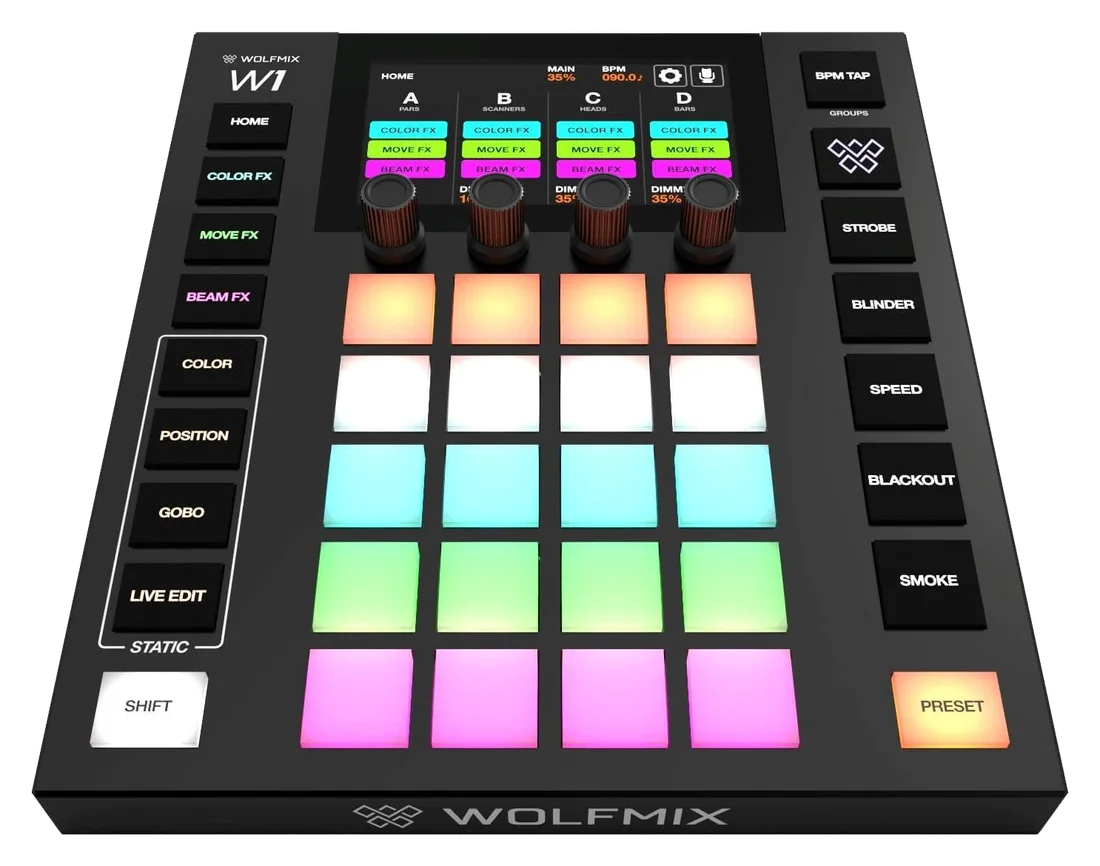 WOLFMIX
W1
HOME
COLOR FX
MOVE FX
BEAM FX
COLOR
POSITION
GOBO
LIVE EDIT
STATIC
SHIFT
HOME
MAIN
35%
BPM
090.0♪
A
PARS
COLOR FX
MOVE FX
BEAM FX
B
SCANNERS
COLOR FX
MOVE FX
BEAM FX
C
HEADS
COLOR FX
MOVE FX
BEAM FX
DIMM
35%
D
BARS
COLOR FX
MOVE FX
BEAM FX
DIMM
35%
BPM TAP
GROUPS
STROBE
BLINDER
SPEED
BLACKOUT
SMOKE
PRESET
WOLFMIX